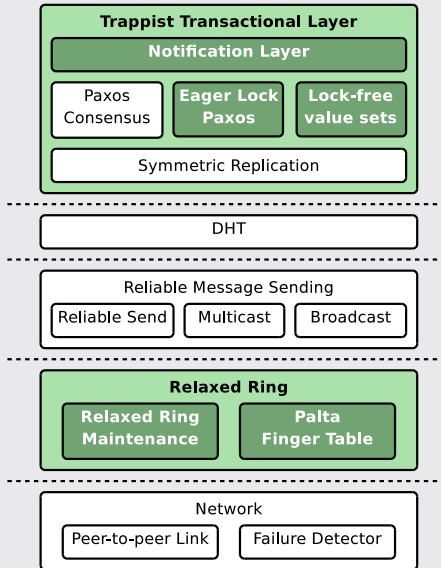 Trappist Transactional Layer
Notification Layer
Paxos
Consensus
Eager Lock
Paxos
Lock-free
value sets
Symmetric Replication
DHT
Reliable Message Sending
Reliable Send
Multicast
Broadcast
Relaxed Ring
Relaxed Ring
Maintenance
Palta
Finger Table
Network
Peer-to-peer Link
Failure Detector